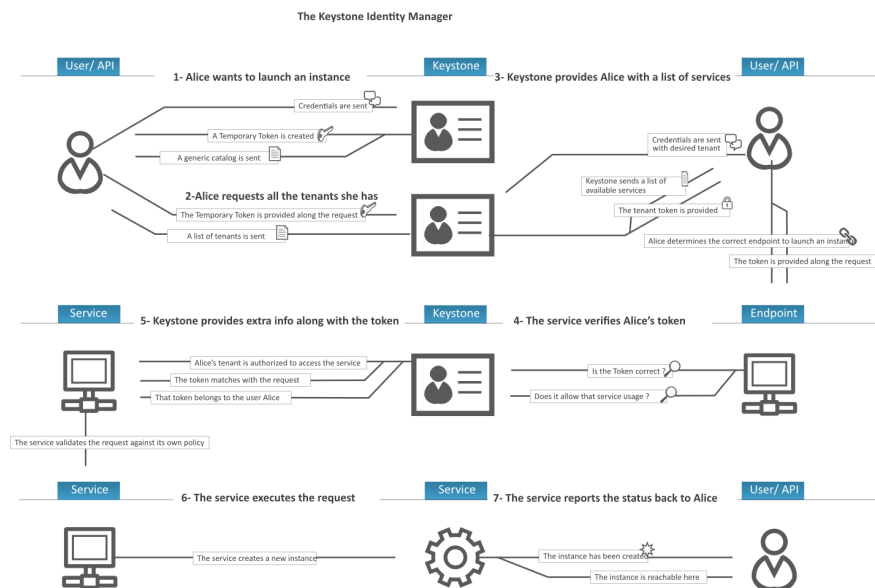 The Keystone Identity Manager
User/ API
Keystone
User/ API
1- Alice wants to launch an instance
3- Keystone provides Alice with a list of services
Credentials are sent
A Temporary Token is created
A generic catalog is sent
Credentials are sent
with desired tenant
2-Alice requests all the tenants she has
Keystone sends a list of
available services
The Temporary Token is provided along the request
The tenant token is provided
A list of tenants is sent
Alice determines the correct endpoint to launch an instance
The token is provided along the request
Service
Keystone
Endpoint
5- Keystone provides extra info along with the token
4- The service verifies Alice's token
Alice's tenant is authorized to access the service
The token matches with the request
That token belongs to the user Alice
Is the Token correct ?
Does it allow that service usage ?
The service validates the request against its own policy
Service
Service
User/ API
6- The service executes the request
7- The service reports the status back to Alice
The service creates a new instance
The instance has been created
The instance is reachable here